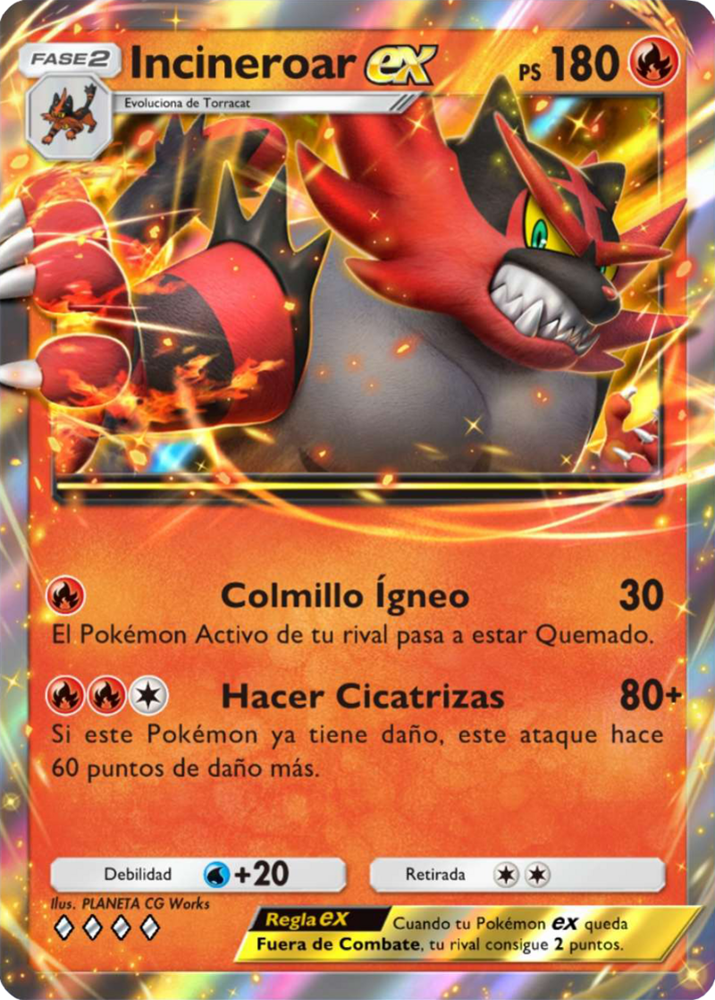 FASE 2
Incineroar ex
PS 180
Evoluciona de Torracat
Colmillo Ígneo 30
El Pokémon Activo de tu rival pasa a estar Quemado.
Hacer Cicatrizas 80+
Si este Pokémon ya tiene daño, este ataque hace
60 puntos de daño más.
Debilidad +20
Retirada
Ilus. PLANETA CG Works
Regla ex Cuando tu Pokémon ex queda
Fuera de Combate, tu rival consigue 2 puntos.